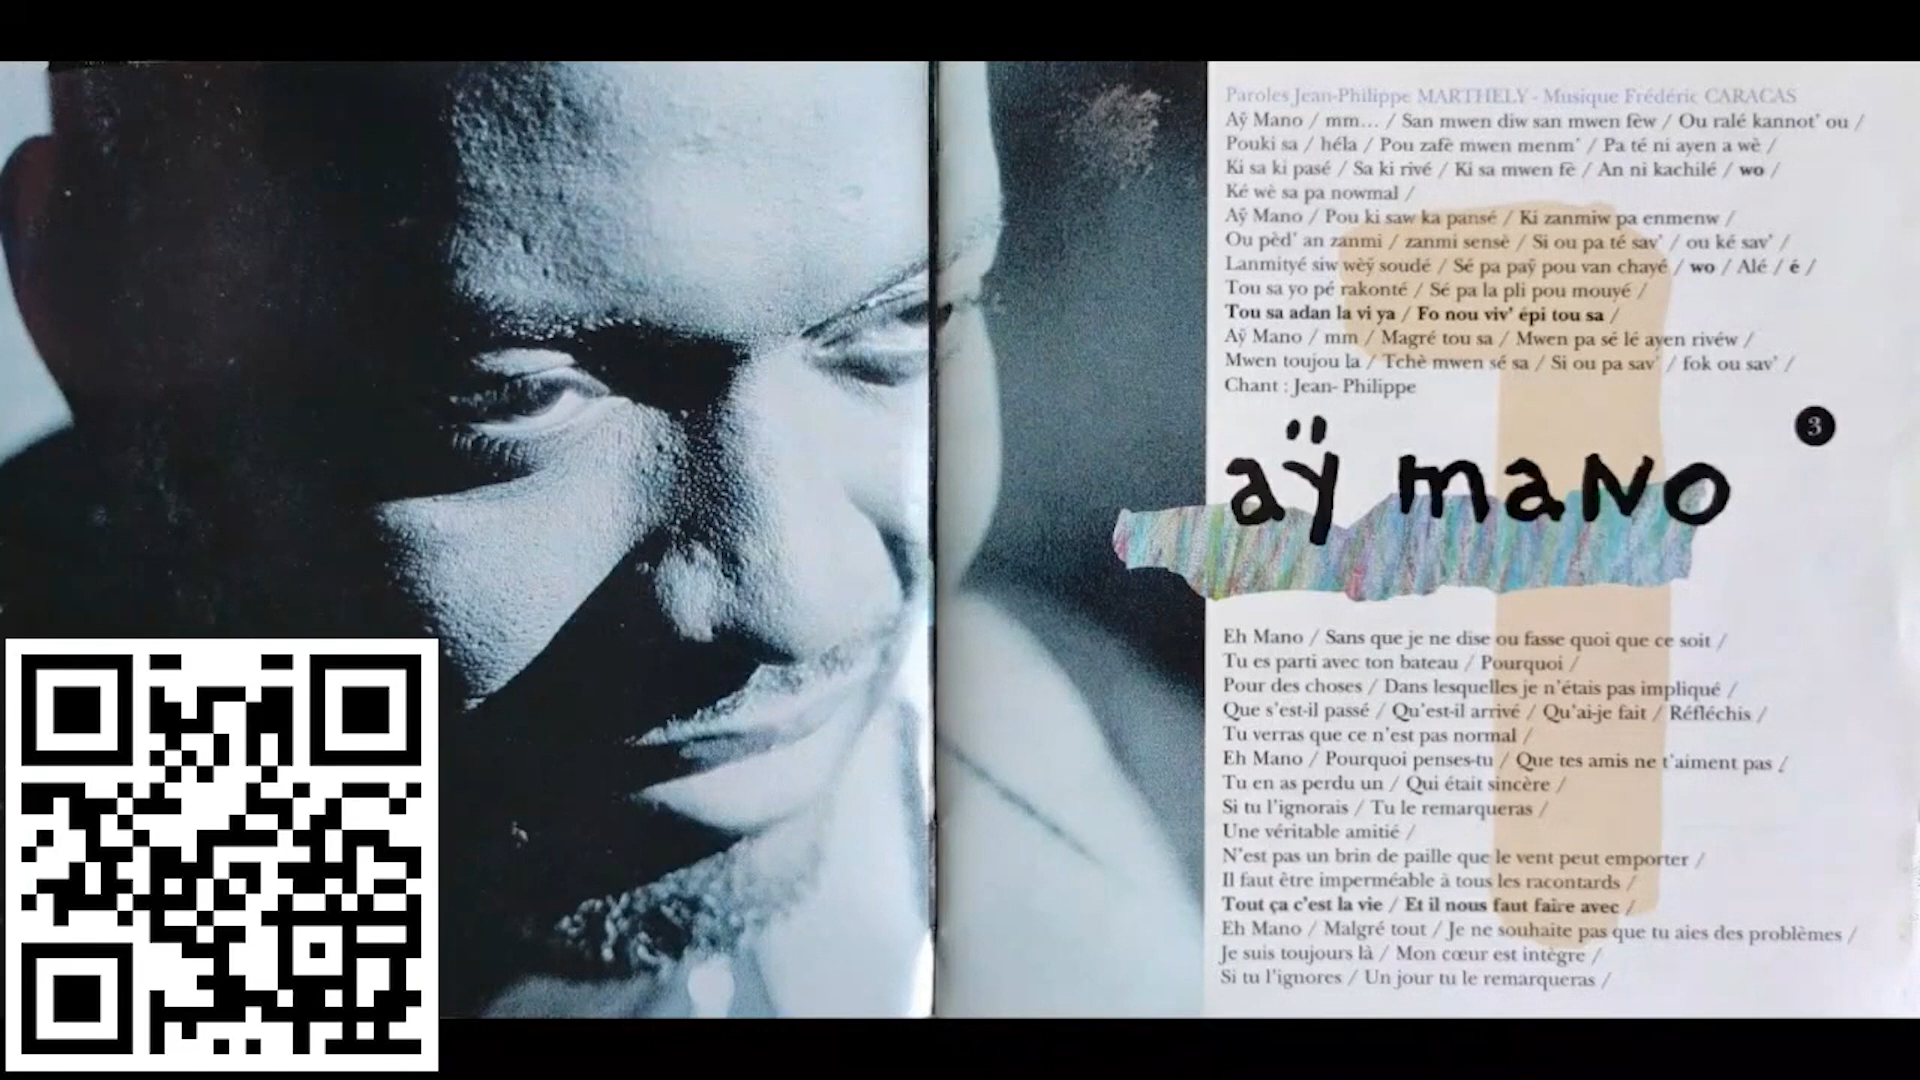 Paroles Jean-Philippe MARTHELY - Musique Frédéric CARACAS
Aÿ Mano / mm... / San mwen diw san mwen fèw / Ou ralé kannot' ou /
Pouki sa / héla / Pou zafè mwen menm' / Pa té ni ayen a wè /
Ki sa ki pasé / Sa ki rivé / Ki sa mwen fè / An ni kachilé / wo /
Ké wè sa pa nowmal /
Aÿ Mano / Pou ki saw ka pansé / Ki zanmiw pa enmenw /
Ou pèd' an zanmi / zanmi sensè / Si ou pa té sav' / ou ké sav' /
Lanmityé siw wèÿ soudé / Sé pa paÿ pou van chayé / wo / Alé / é /
Tou sa yo pé rakonté / Sé pa la pli pou mouyé /
Tou sa adan la vi ya / Fo nou viv' épi tou sa /
Aÿ Mano / mm / Magré tou sa / Mwen pa sé lé ayen rivéw /
Mwen toujou la / Tchè mwen sé sa / Si ou pa sav' / fok ou sav' /
Chant : Jean- Philippe
3
aÿ maNo
Eh Mano / Sans que je ne dise ou fasse quoi que ce soit /
Tu es parti avec ton bateau / Pourquoi /
Pour des choses / Dans lesquelles je n'étais pas impliqué /
Que s'est-il passé / Qu'est-il arrivé / Qu'ai-je fait / Réfléchis /
Tu verras que ce n'est pas normal /
Eh Mano / Pourquoi penses-tu / Que tes amis ne t'aiment pas /
Tu en as perdu un / Qui était sincère /
Si tu l'ignorais / Tu le remarqueras /
Une véritable amitié /
N'est pas un brin de paille que le vent peut emporter /
Il faut être imperméable à tous les racontards /
Tout ça c'est la vie / Et il nous faut faire avec /
Eh Mano / Malgré tout / Je ne souhaite pas que tu aies des problèmes /
Je suis toujours là / Mon cœur est intègre /
Si tu l'ignores / Un jour tu le remarqueras /